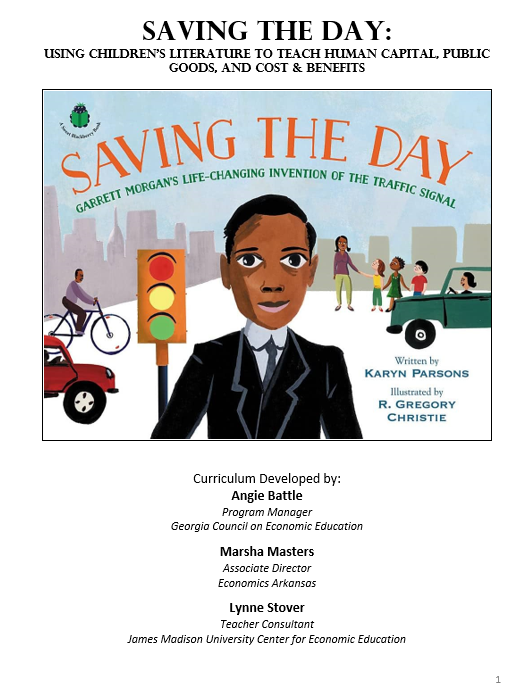 SAVING THE DAY:
USING CHILDREN'S LITERATURE TO TEACH HUMAN CAPITAL, PUBLIC
GOODS, AND COST & BENEFITS
A Sweet Blackberry Book
SAVING THE DAY
GARRETT MORGAN'S LIFE-CHANGING INVENTION OF THE TRAFFIC SIGNAL
Written by
KARYN PARSONS
Illustrated by
R. GREGORY
CHRISTIE
Curriculum Developed by:
Angie Battle
Program Manager
Georgia Council on Economic Education
Marsha Masters
Associate Director
Economics Arkansas
Lynne Stover
Teacher Consultant
James Madison University Center for Economic Education
1